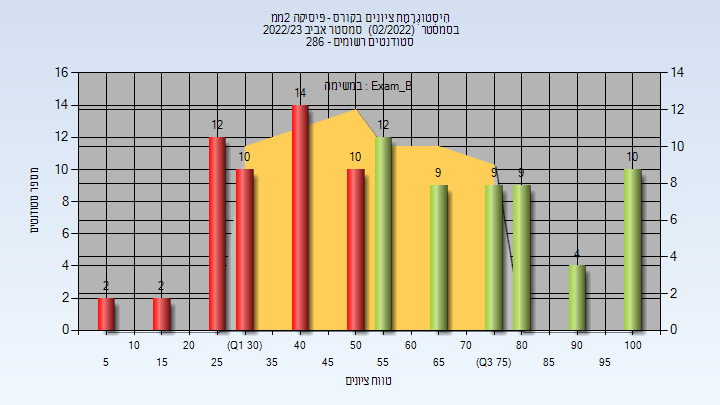 היסטוגרמת ציונים בקורס - פיסיקה 2ממ
בסמסטר (02/2022) סמסטר אביב 2022/23
סטודנטים רשומים - 286
במשימה : Exam_B
מספר סטודנטים
16 14 12 10 8 6 4 2 0
14 12 10 8 6 4 2 0
2 2 12 10 14 10 12 9 9 9 4 10
10 20 (Q1 30) 40 50 60 70 80 90 100
5 15 25 35 45 55 65 (Q3 75) 85 95
טווח ציונים